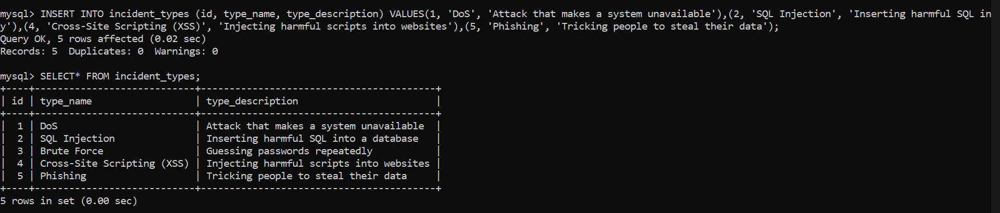 mysql> INSERT INTO incident_types (id, type_name, type_description) VALUES(1, 'DoS', 'Attack that makes a system unavailable'),(2, 'SQL Injection', 'Inserting harmful SQL in
y'),(4, 'Cross-Site Scripting (XSS)', 'Injecting harmful scripts into websites'),(5, 'Phishing', 'Tricking people to steal their data');
Query OK, 5 rows affected (0.02 sec)
Records: 5  Duplicates: 0  Warnings: 0
mysql> SELECT* FROM incident_types;
+----+----------------------------+-----------------------------------------+
| id | type_name                  | type_description                        |
+----+----------------------------+-----------------------------------------+
|  1 | DoS                        | Attack that makes a system unavailable  |
|  2 | SQL Injection              | Inserting harmful SQL into a database   |
|  3 | Brute Force                | Guessing passwords repeatedly           |
|  4 | Cross-Site Scripting (XSS) | Injecting harmful scripts into websites |
|  5 | Phishing                   | Tricking people to steal their data     |
+----+----------------------------+-----------------------------------------+
5 rows in set (0.00 sec)